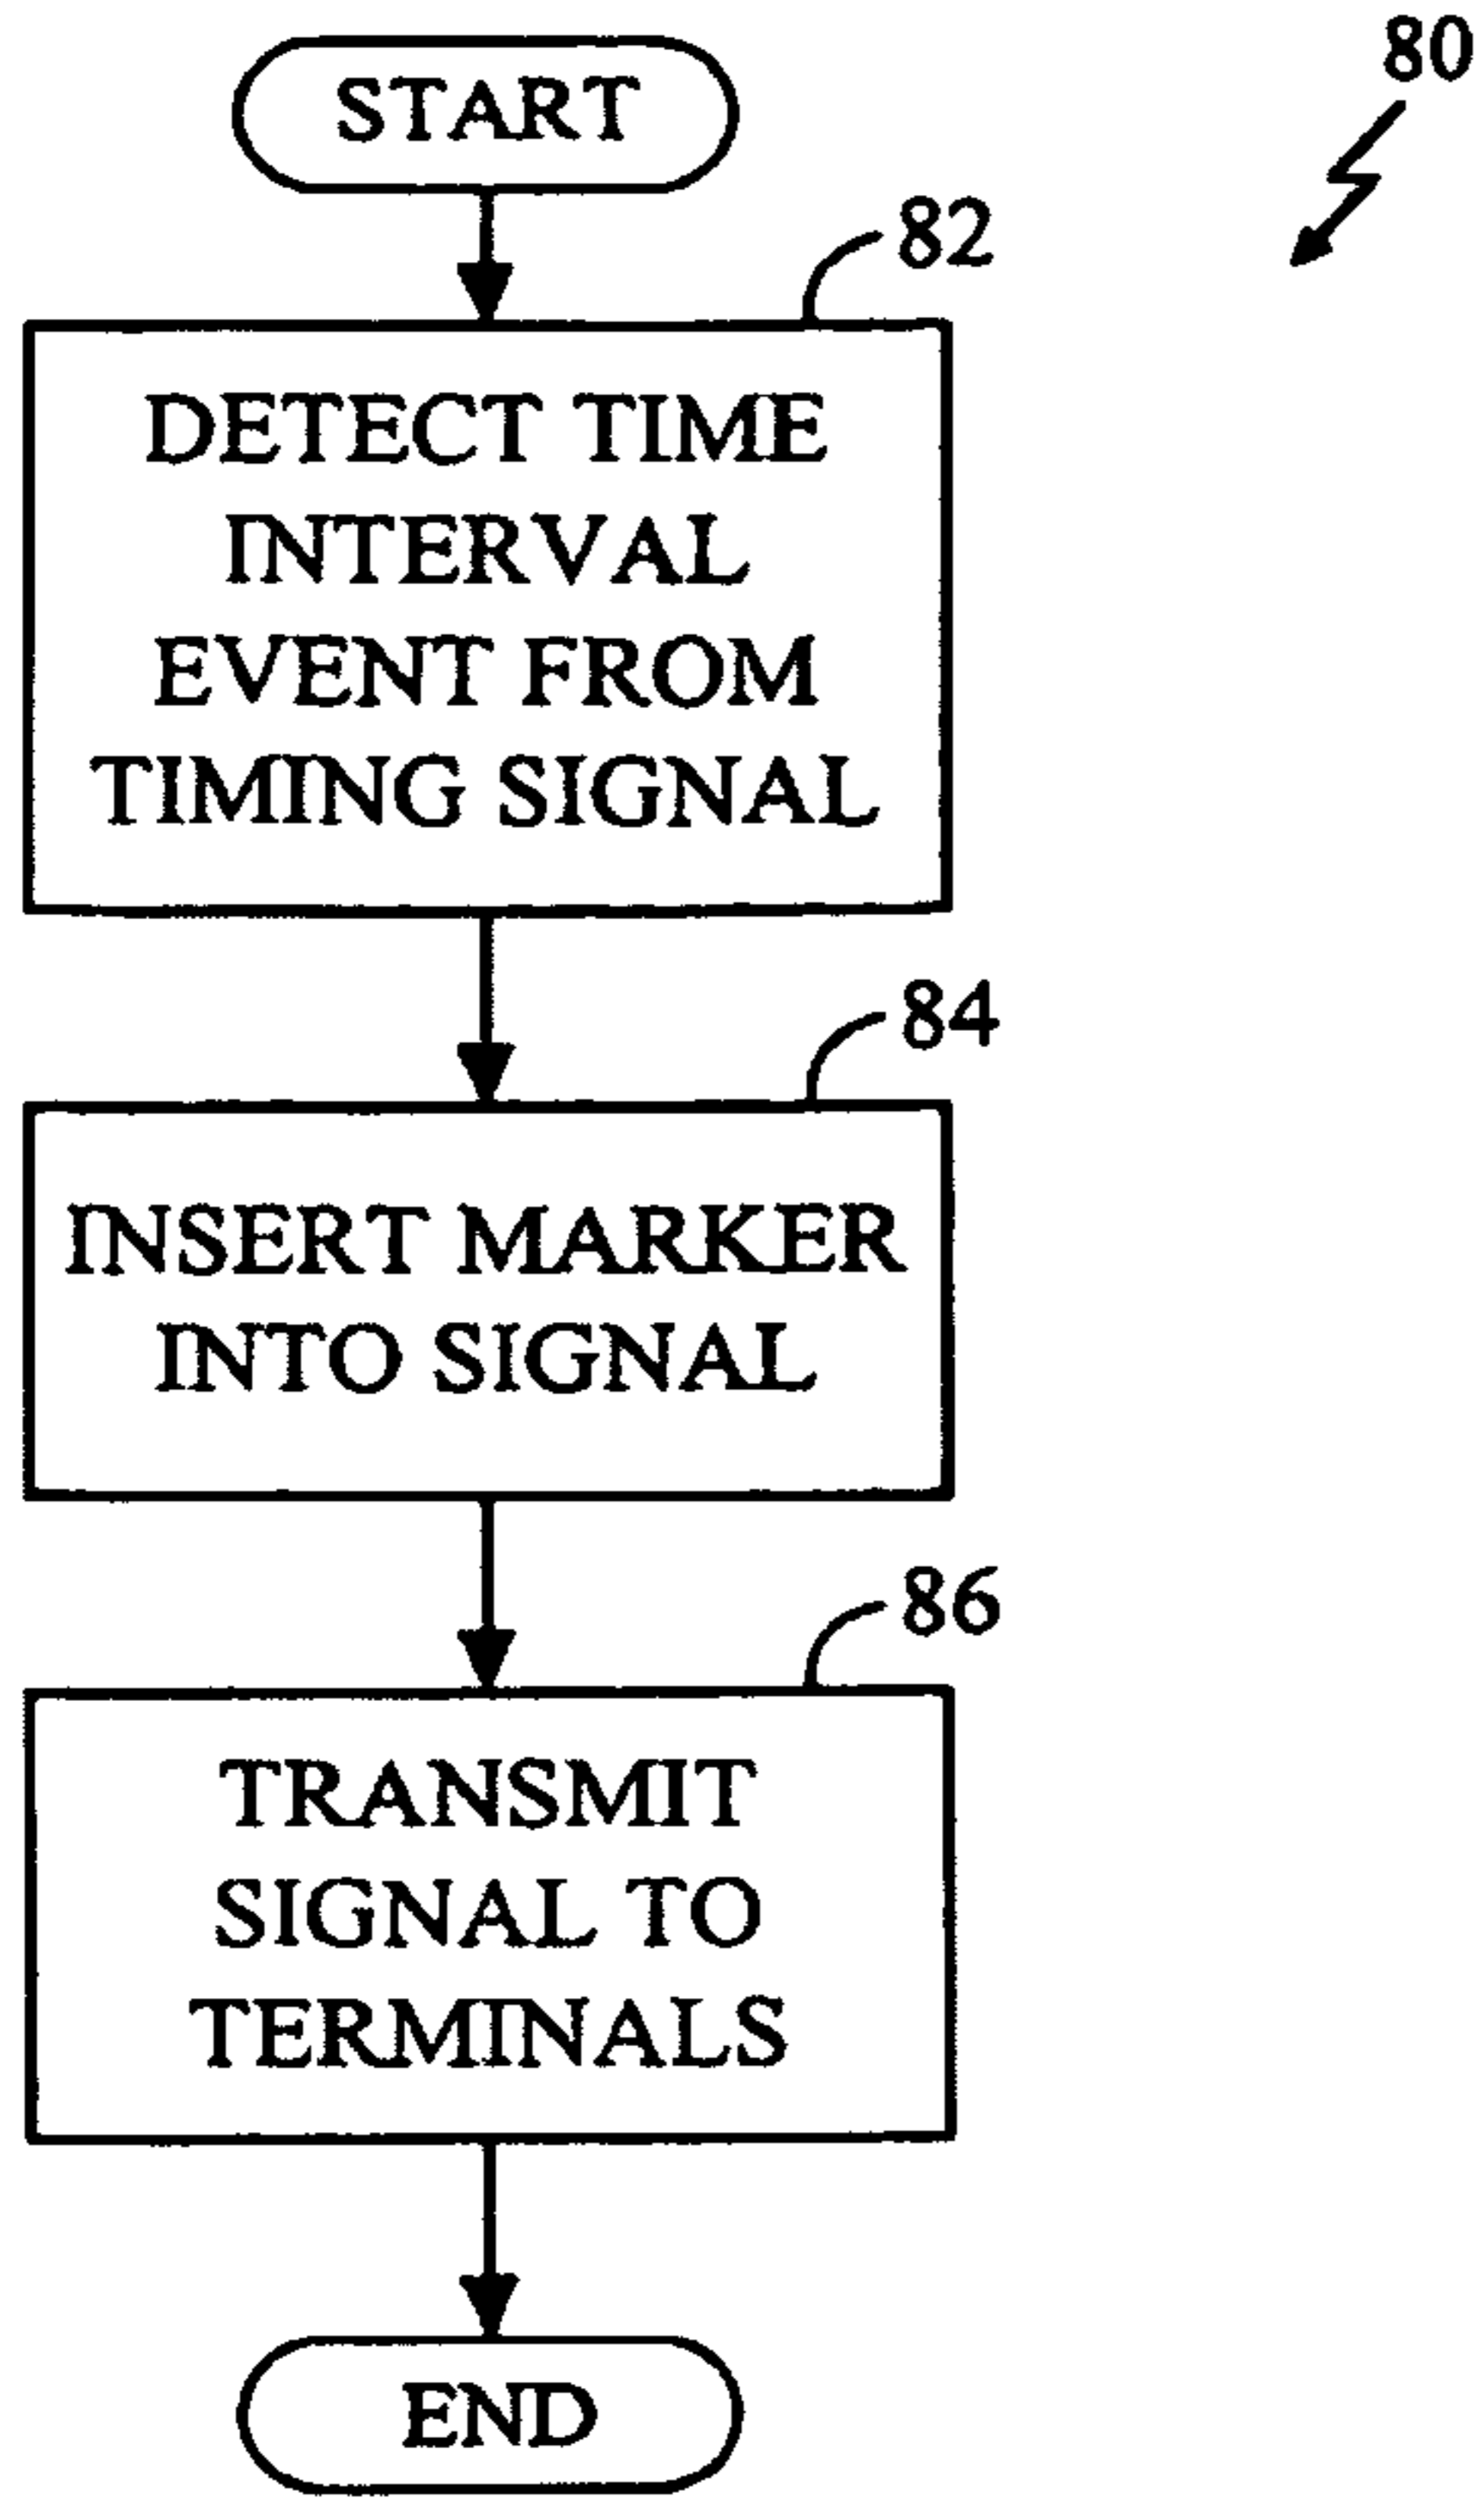 80
START
82
DETECT TIME
INTERVAL
EVENT FROM
TIMING SIGNAL
84
INSERT MARKER
INTO SIGNAL
86
TRANSMIT
SIGNAL TO
TERMINALS
END